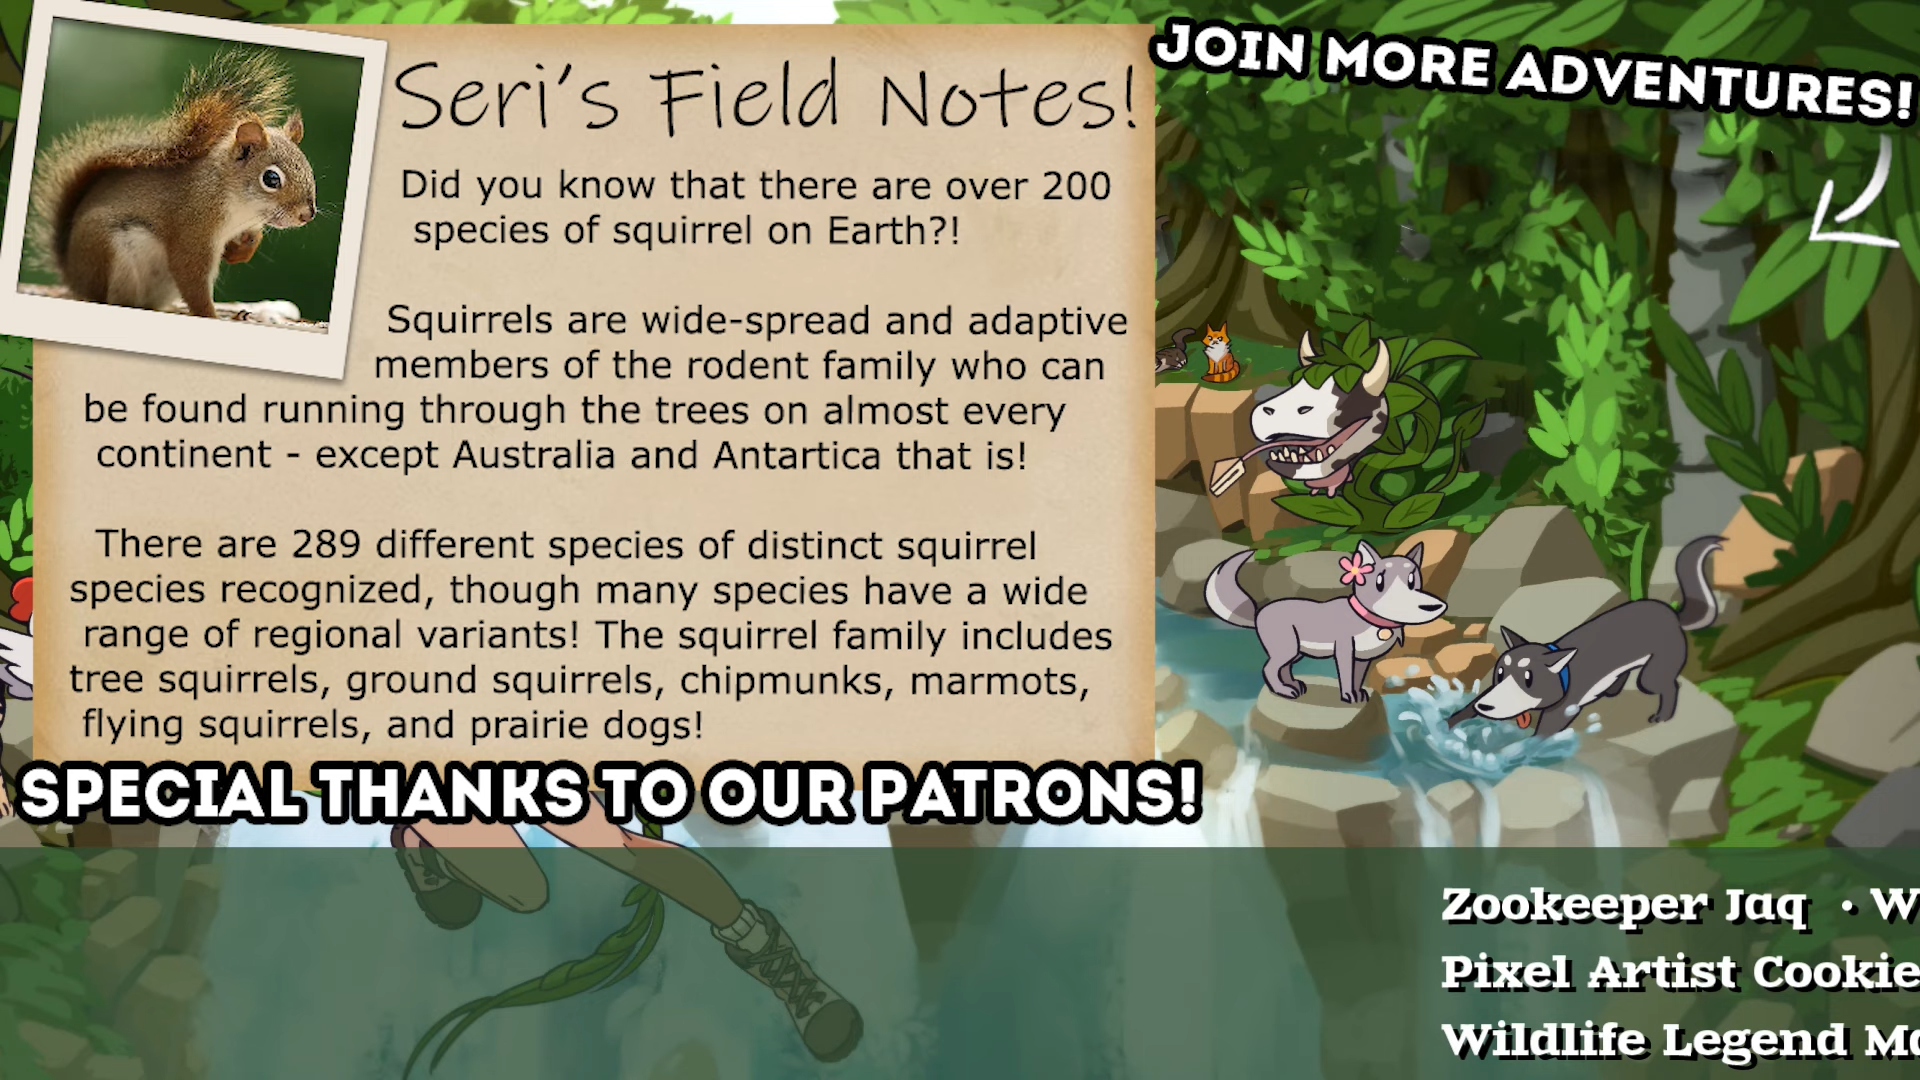 Seri's Field Notes!
Did you know that there are over 200
species of squirrel on Earth?!
Squirrels are wide-spread and adaptive
members of the rodent family who can
be found running through the trees on almost every
continent - except Australia and Antartica that is!
There are 289 different species of distinct squirrel
species recognized, though many species have a wide
range of regional variants! The squirrel family includes
tree squirrels, ground squirrels, chipmunks, marmots,
flying squirrels, and prairie dogs!
JOIN MORE ADVENTURES!
SPECIAL THANKS TO OUR PATRONS!
Zookeeper Jaq •
Pixel Artist Cookie
Wildlife Legend